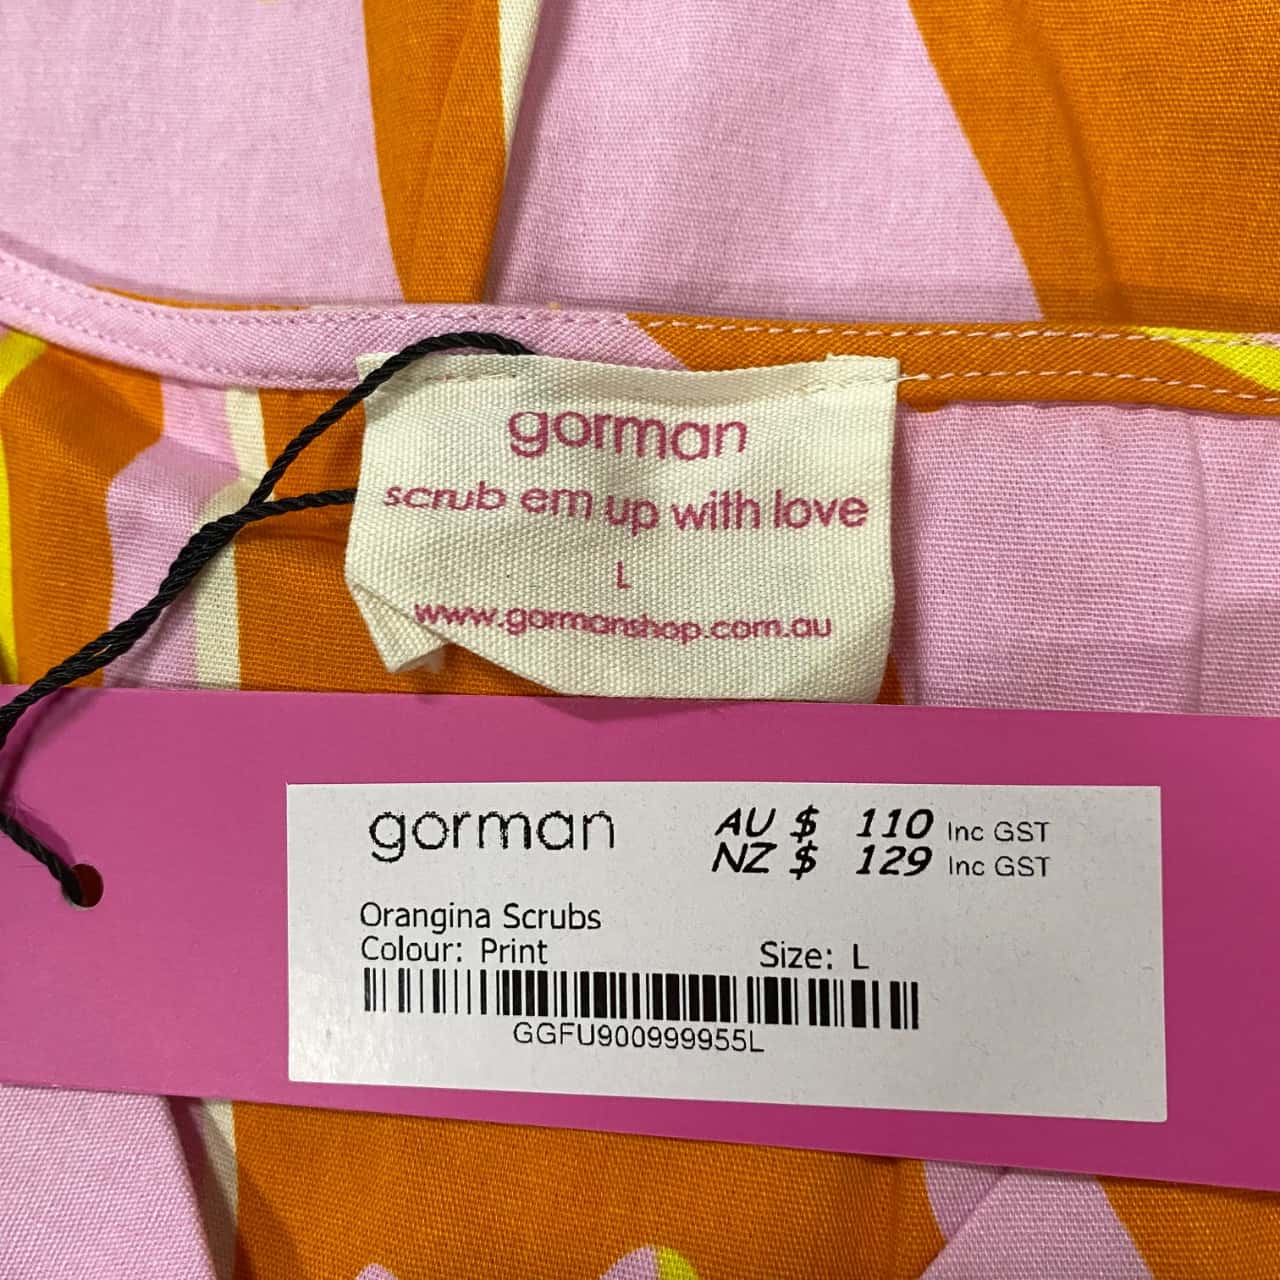 gorman
scrub em up with love
L
www.gormanshop.com.au
gorman
AU $ 110 Inc GST
NZ $ 129 Inc GST
Orangina Scrubs
Colour: Print Size: L
GGFU900999955L